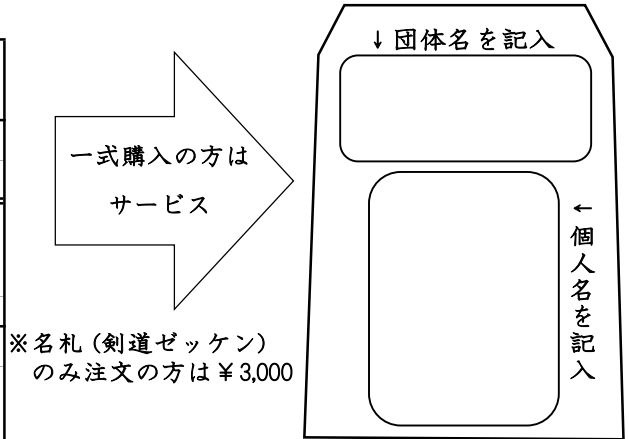 一式購入の方は
サービス
※名札(剣道ゼッケン)
のみ注文の方は¥3,000
↓団体名を記入
←個人名を記入